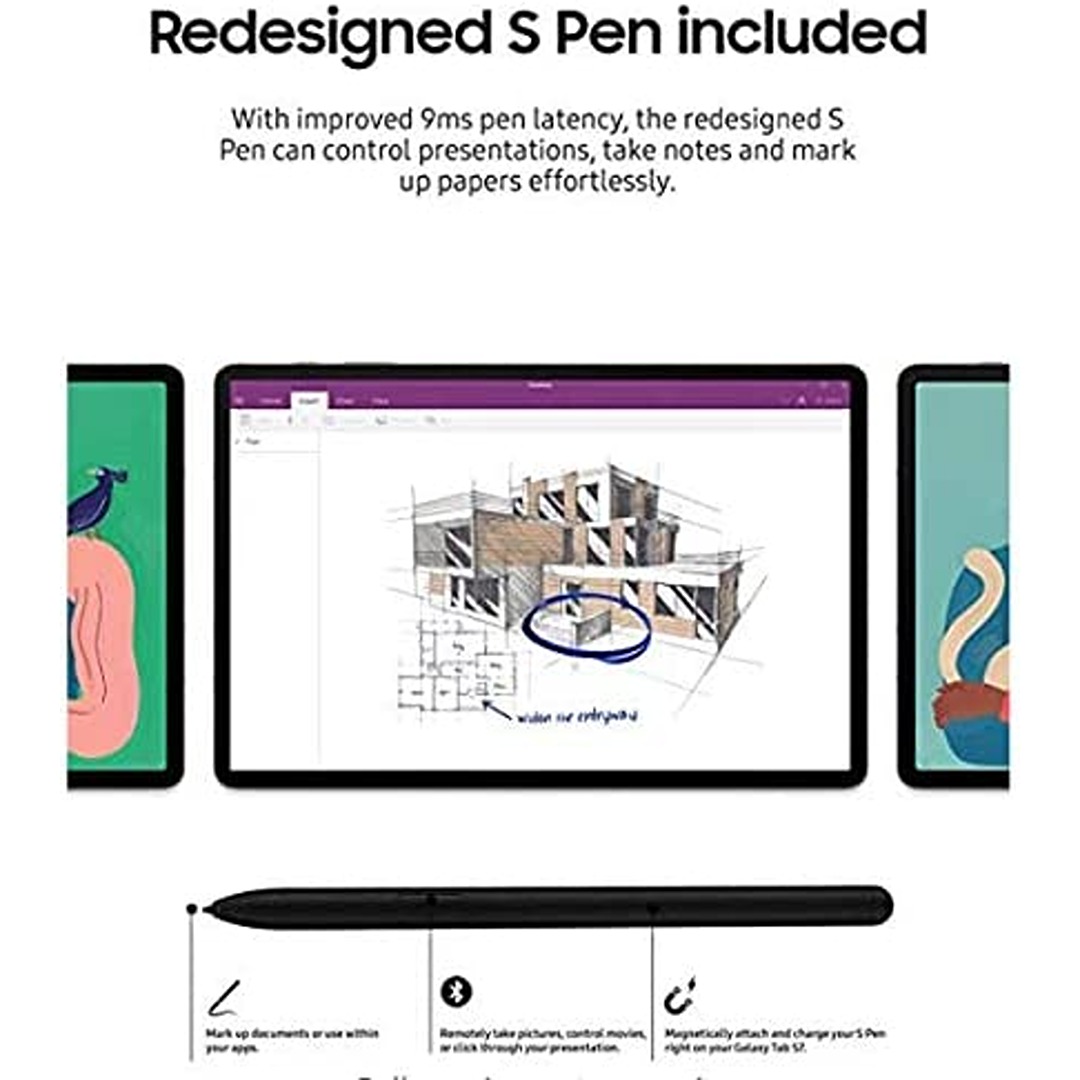 Redesigned S Pen included
With improved 9ms pen latency, the redesigned S
Pen can control presentations, take notes and mark
up papers effortlessly.
Insert
widen the entryway
Mark up documents or use within
your apps.
Remotely take pictures, control movies,
or click through your presentation.
Magnetically attach and charge your S Pen
right on your Galaxy Tab S7.